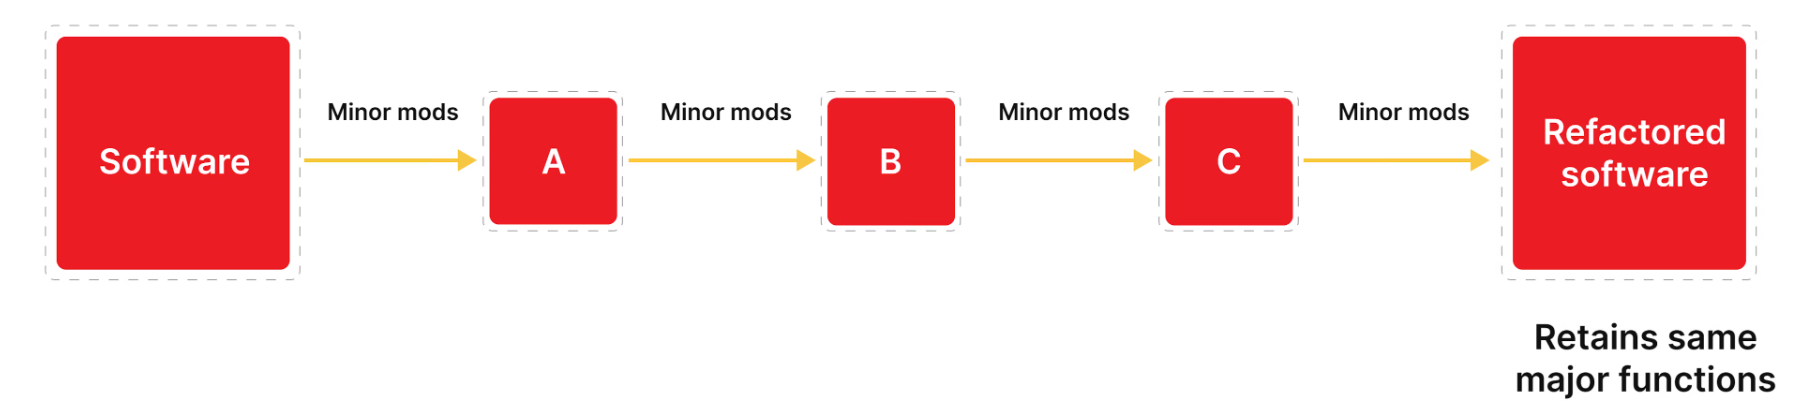 Software
Minor mods
A
Minor mods
B
Minor mods
C
Minor mods
Refactored
software
Retains same
major functions